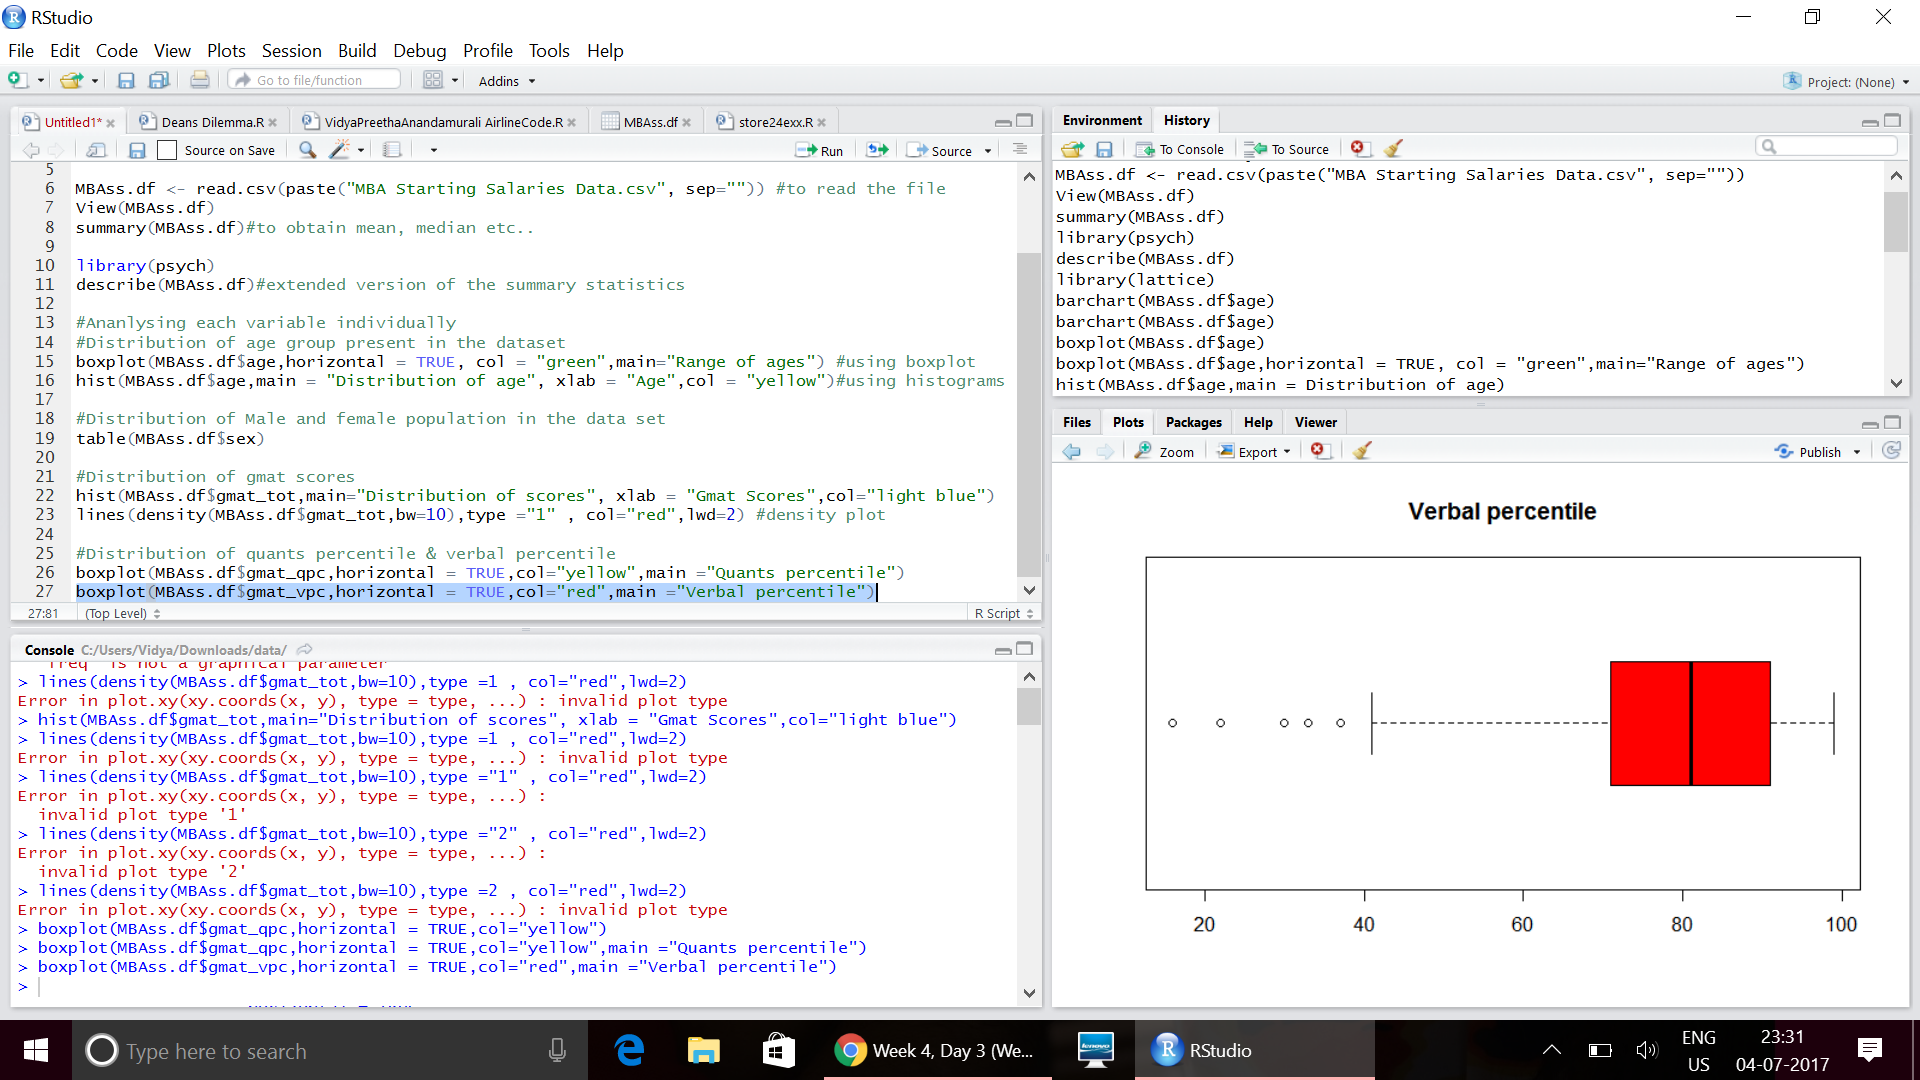 RStudio
File Edit Code View Plots Session Build Debug Profile Tools Help
Go to file/function
Addins
Project: (None)
Untitled1*
Deans Dilemma.R
VidyaPreethaAnandamurali AirlineCode.R
MBAss.df
store24exx.R
Source on Save
Run
Source
5
6 MBAss.df <- read.csv(paste("MBA Starting Salaries Data.csv", sep="")) #to read the file
7 View(MBAss.df)
8 summary(MBAss.df)#to obtain mean, median etc..
9
10 library(psych)
11 describe(MBAss.df)#extended version of the summary statistics
12
13 #Ananlysing each variable individually
14 #Distribution of age group present in the dataset
15 boxplot(MBAss.df$age,horizontal = TRUE, col = "green",main="Range of ages") #using boxplot
16 hist(MBAss.df$age,main = "Distribution of age", xlab = "Age",col = "yellow")#using histograms
17
18 #Distribution of Male and female population in the data set
19 table(MBAss.df$sex)
20
21 #Distribution of gmat scores
22 hist(MBAss.df$gmat_tot,main="Distribution of scores", xlab = "Gmat Scores",col="light blue")
23 lines(density(MBAss.df$gmat_tot,bw=10),type ="1" , col="red",lwd=2) #density plot
24
25 #Distribution of quants percentile & verbal percentile
26 boxplot(MBAss.df$gmat_qpc,horizontal = TRUE,col="yellow",main ="Quants percentile")
27 boxplot(MBAss.df$gmat_vpc,horizontal = TRUE,col="red",main ="Verbal percentile")
27:81 (Top Level) R Script
Console C:/Users/Vidya/Downloads/data/
"freq" is not a graphical parameter
> lines(density(MBAss.df$gmat_tot,bw=10),type =1 , col="red",lwd=2)
Error in plot.xy(xy.coords(x, y), type = type, ...) : invalid plot type
> hist(MBAss.df$gmat_tot,main="Distribution of scores", xlab = "Gmat Scores",col="light blue")
> lines(density(MBAss.df$gmat_tot,bw=10),type =1 , col="red",lwd=2)
Error in plot.xy(xy.coords(x, y), type = type, ...) : invalid plot type
> lines(density(MBAss.df$gmat_tot,bw=10),type ="1" , col="red",lwd=2)
Error in plot.xy(xy.coords(x, y), type = type, ...) :
invalid plot type '1'
> lines(density(MBAss.df$gmat_tot,bw=10),type ="2" , col="red",lwd=2)
Error in plot.xy(xy.coords(x, y), type = type, ...) :
invalid plot type '2'
> lines(density(MBAss.df$gmat_tot,bw=10),type =2 , col="red",lwd=2)
Error in plot.xy(xy.coords(x, y), type = type, ...) : invalid plot type
> boxplot(MBAss.df$gmat_qpc,horizontal = TRUE,col="yellow")
> boxplot(MBAss.df$gmat_qpc,horizontal = TRUE,col="yellow",main ="Quants percentile")
> boxplot(MBAss.df$gmat_vpc,horizontal = TRUE,col="red",main ="Verbal percentile")
>
Environment History
To Console To Source
MBAss.df <- read.csv(paste("MBA Starting Salaries Data.csv", sep=""))
View(MBAss.df)
summary(MBAss.df)
library(psych)
describe(MBAss.df)
library(lattice)
barchart(MBAss.df$age)
barchart(MBAss.df$age)
boxplot(MBAss.df$age)
boxplot(MBAss.df$age,horizontal = TRUE, col = "green",main="Range of ages")
hist(MBAss.df$age,main = Distribution of age)
Files Plots Packages Help Viewer
Zoom Export Publish
Verbal percentile
20 40 60 80 100
Type here to search
Week 4, Day 3 (We...
lenovo
RStudio
ENG
US
23:31
04-07-2017